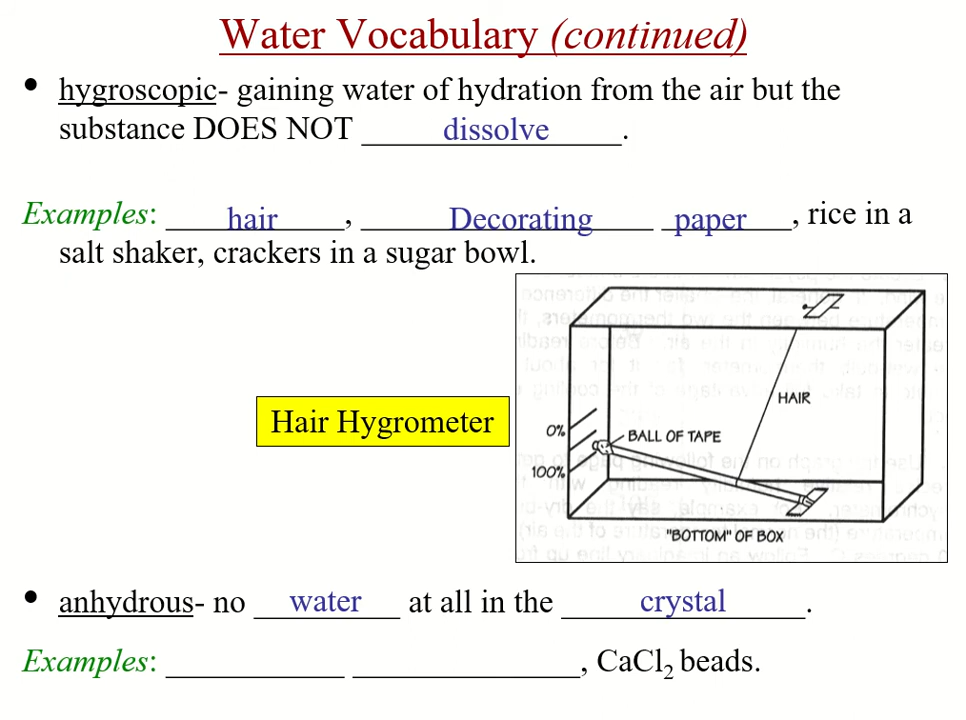 Water Vocabulary (continued)
• hygroscopic- gaining water of hydration from the air but the
substance DOES NOT dissolve.
Examples: hair, Decorating paper, rice in a
salt shaker, crackers in a sugar bowl.
HAIR
Hair Hygrometer
0%
BALL OF TAPE
100%
"BOTTOM" OF BOX
• anhydrous- no water at all in the crystal.
Examples: ____________ ____________, CaCl₂ beads.